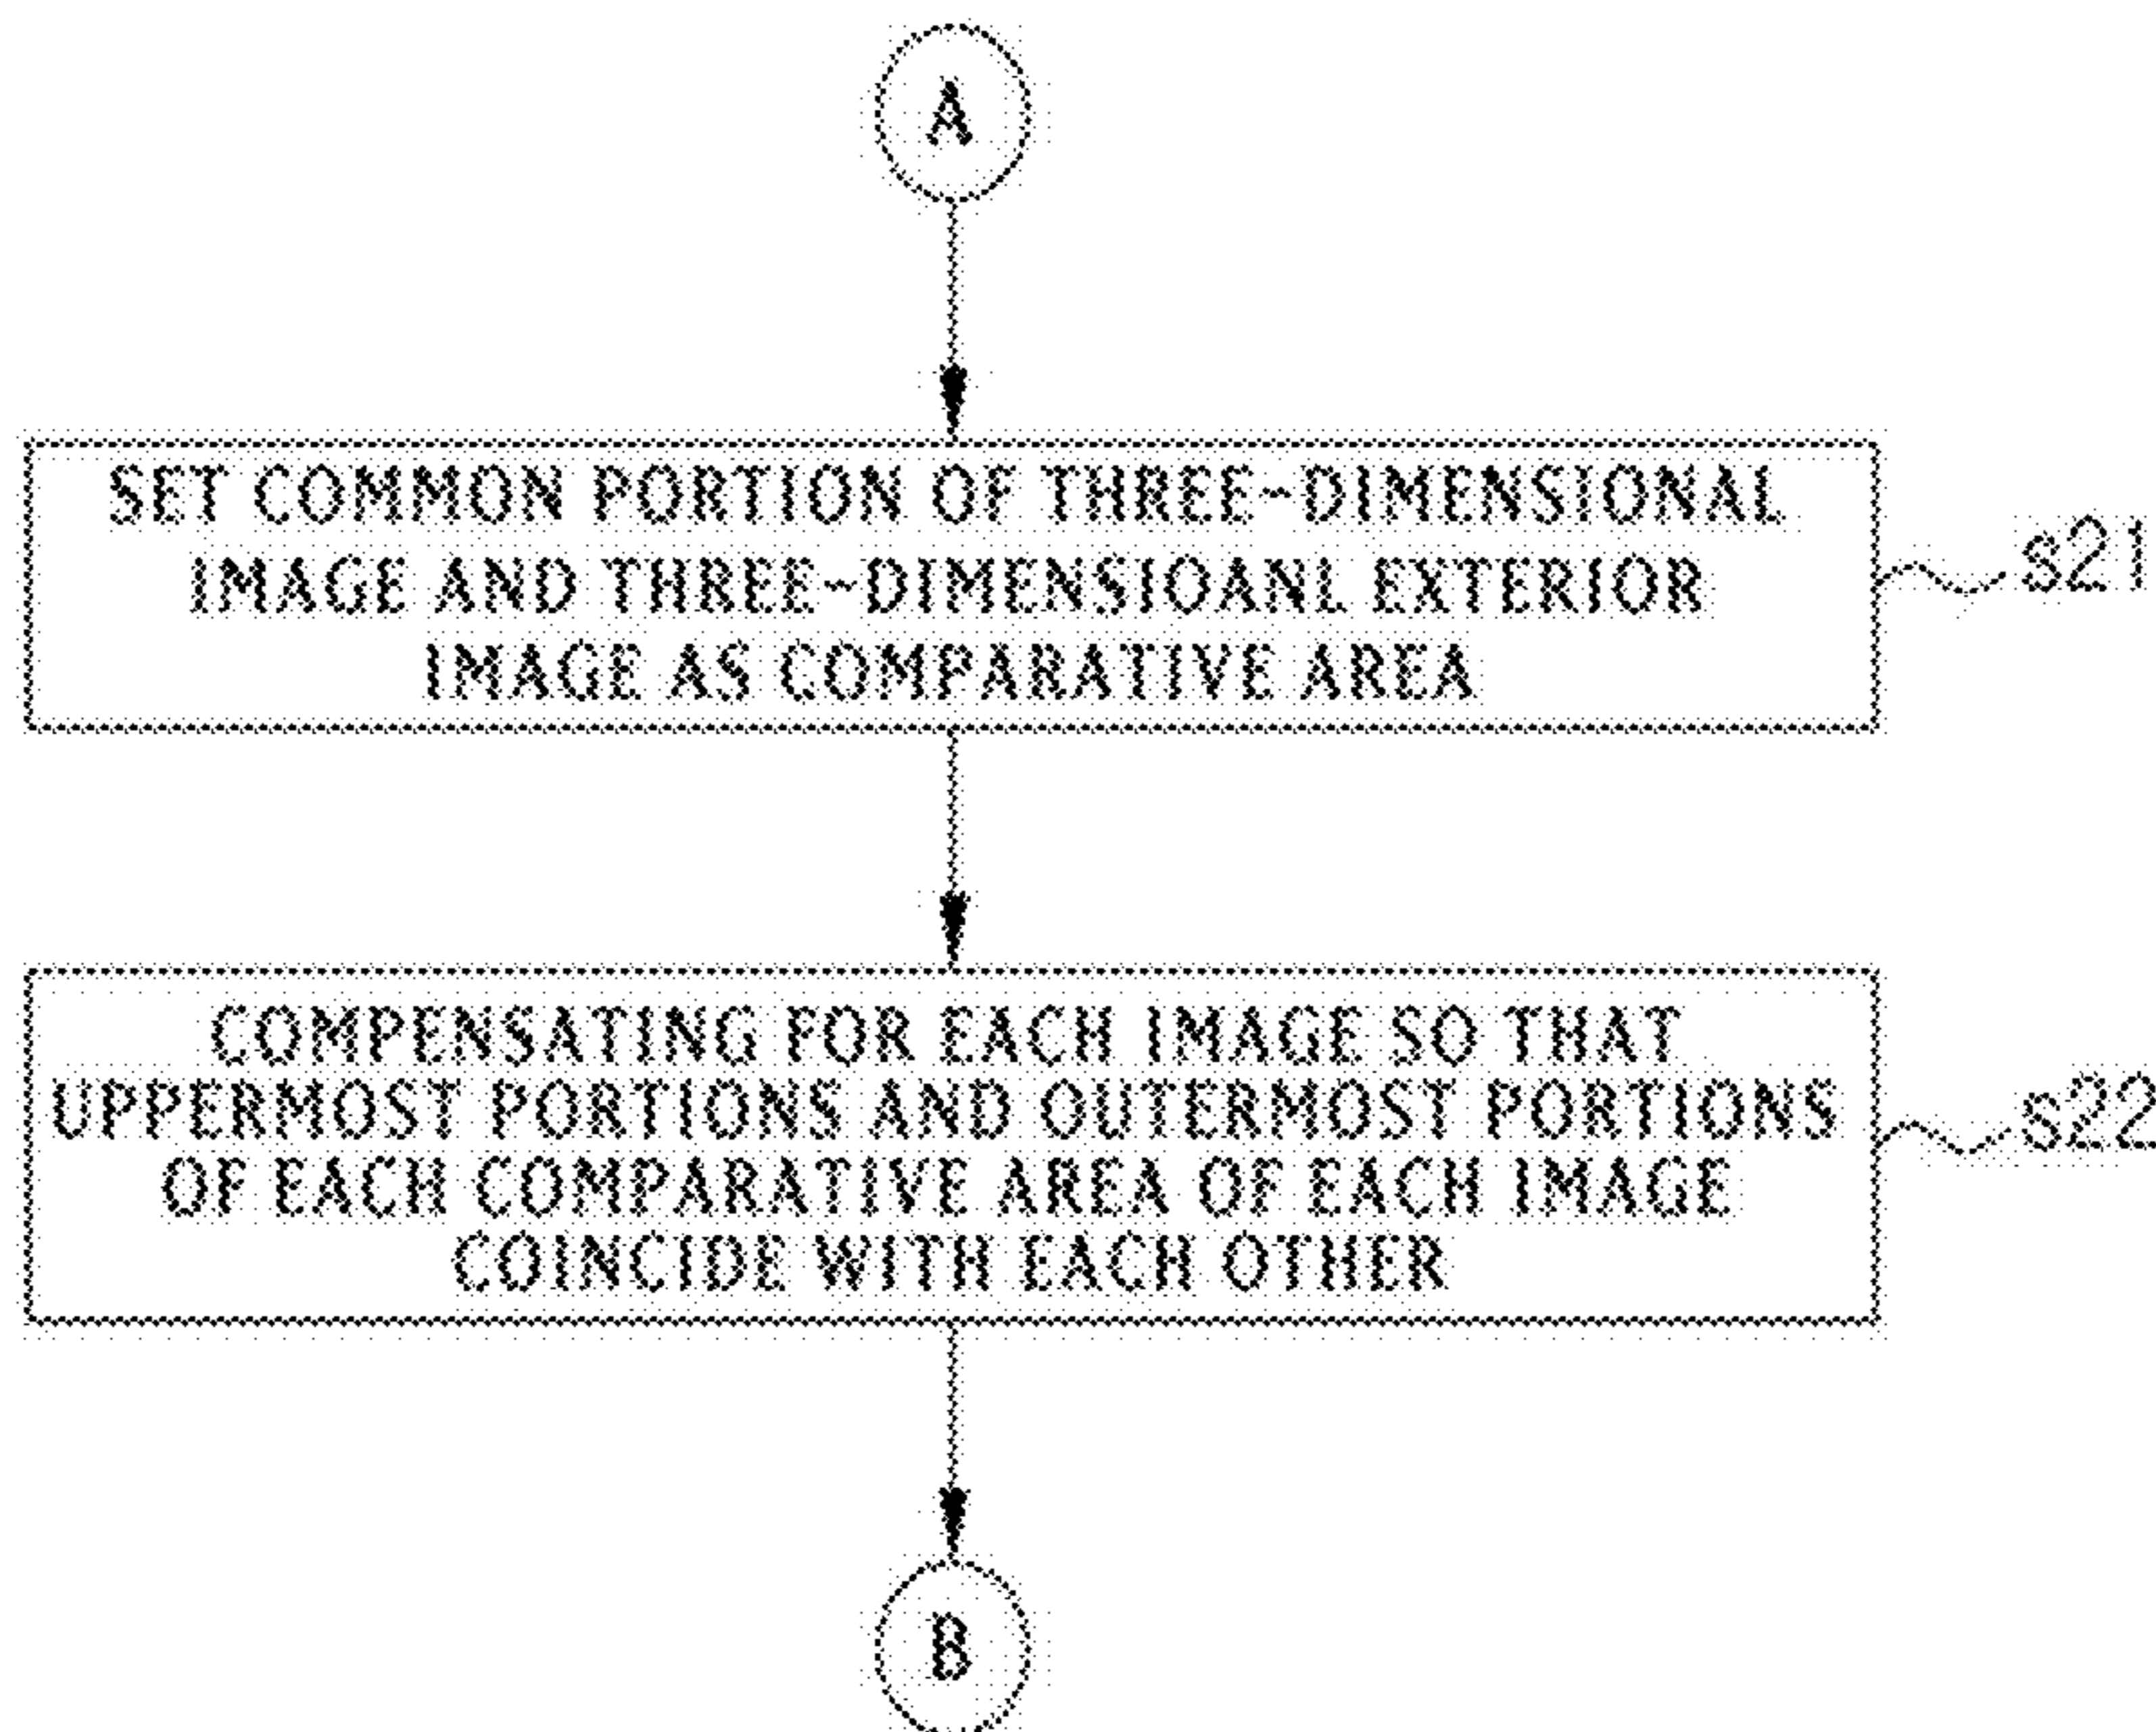 A
SET COMMON PORTION OF THREE-DIMENSIONAL
IMAGE AND THREE-DIMENSIOANL EXTERIOR
IMAGE AS COMPARATIVE AREA
s21
COMPENSATING FOR EACH IMAGE SO THAT
UPPERMOST PORTIONS AND OUTERMOST PORTIONS
OF EACH COMPARATIVE AREA OF EACH IMAGE
COINCIDE WITH EACH OTHER
s22
B